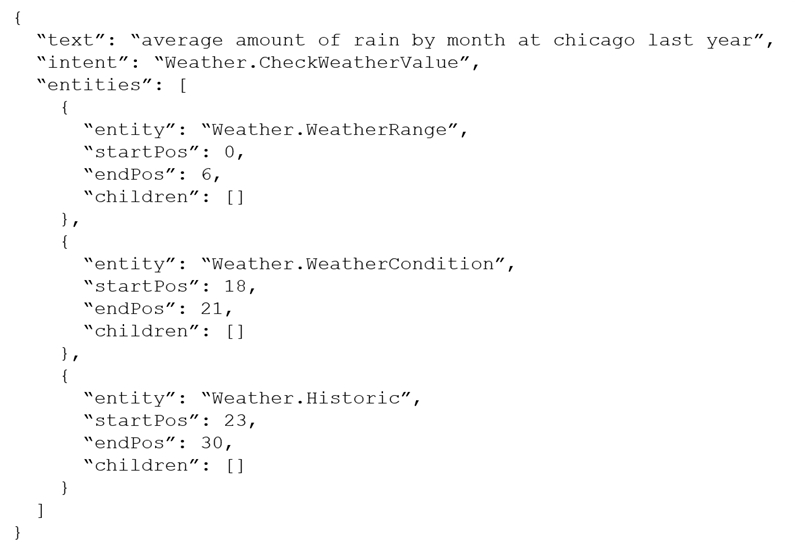 {
“text”: “average amount of rain by month at chicago last year”,
“intent”: “Weather.CheckWeatherValue”,
“entities”: [
{
“entity”: “Weather.WeatherRange”,
“startPos”: 0,
“endPos”: 6,
“children”: []
},
{
“entity”: “Weather.WeatherCondition”,
“startPos”: 18,
“endPos”: 21,
“children”: []
},
{
“entity”: “Weather.Historic”,
“startPos”: 23,
“endPos”: 30,
“children”: []
}
]
}